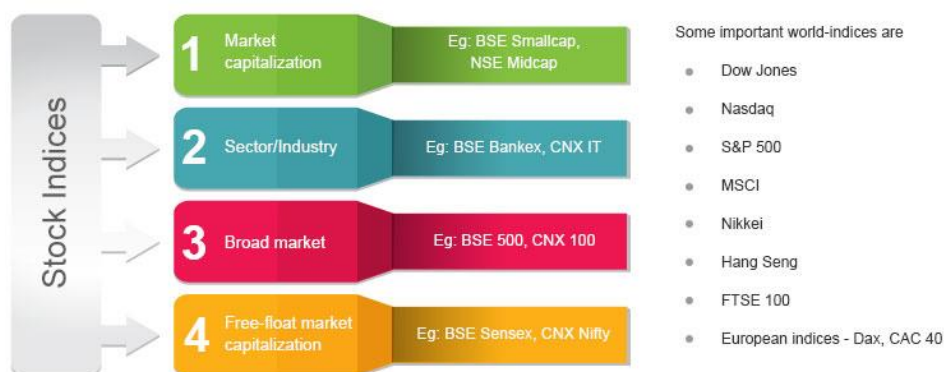 Stock Indices
1
Market
capitalization
Eg: BSE Smallcap,
NSE Midcap
2
Sector/Industry
Eg: BSE Bankex, CNX IT
3
Broad market
Eg: BSE 500, CNX 100
4
Free-float market
capitalization
Eg: BSE Sensex, CNX Nifty
Some important world-indices are
Dow Jones
Nasdaq
S&P 500
MSCI
Nikkei
Hang Seng
FTSE 100
European indices - Dax, CAC 40